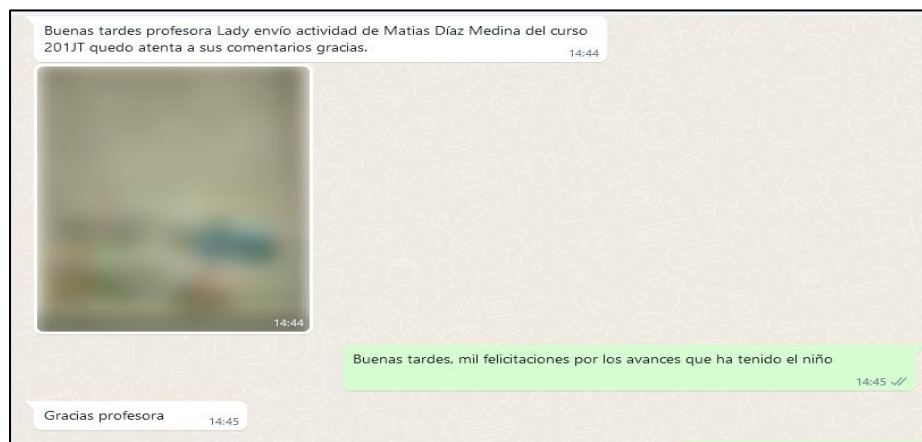 Buenas tardes profesora Lady envío actividad de Matias Díaz Medina del curso
201JT quedo atenta a sus comentarios gracias.
14:44
14:44
Buenas tardes, mil felicitaciones por los avances que ha tenido el niño
14:45
Gracias profesora
14:45